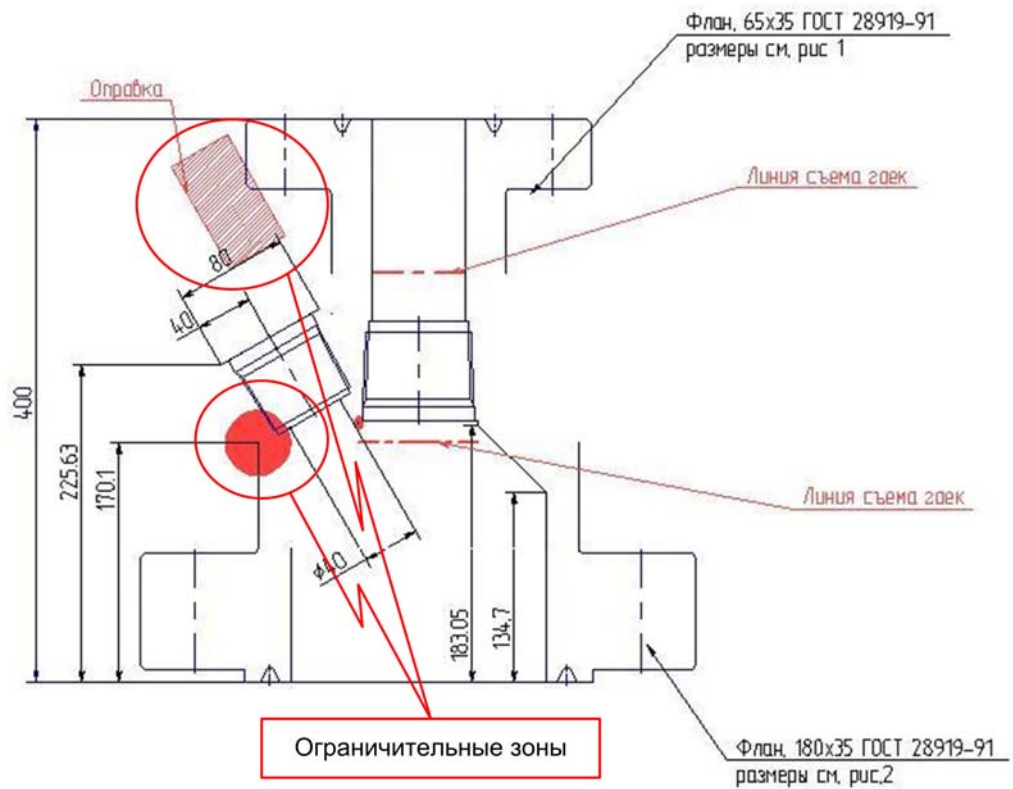 Флан, 65х35 ГОСТ 28919-91
размеры см, рис 1
Оправка
Линия съема гаек
80
40
400
225.63
170.1
Линия съема гаек
ø40
183.05
134.7
Ограничительные зоны
Флан, 180х35 ГОСТ 28919-91
размеры см, рис,2